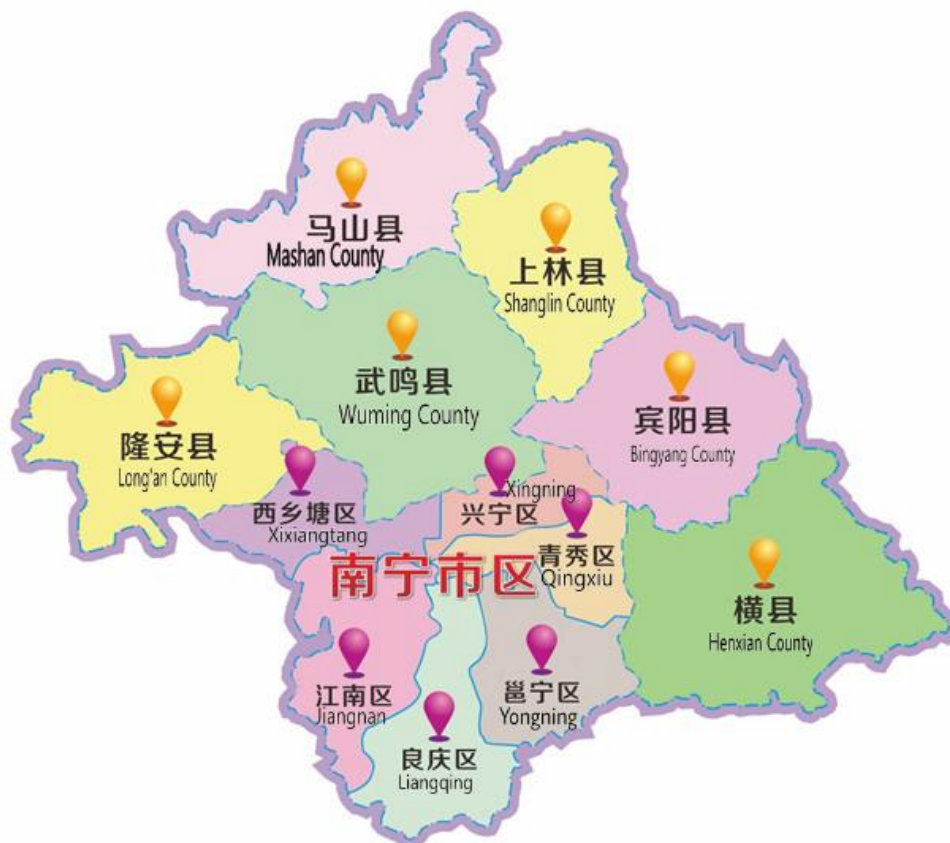 马山县
Mashan County
上林县
Shanglin County
武鸣县
Wuming County
宾阳县
Bingyang County
隆安县
Long'an County
西乡塘区
Xixiangtang
Xingning
兴宁区
青秀区
Qingxiu
南宁市区
横县
Henxian County
江南区
Jiangnan
邕宁区
Yongning
良庆区
Liangqing